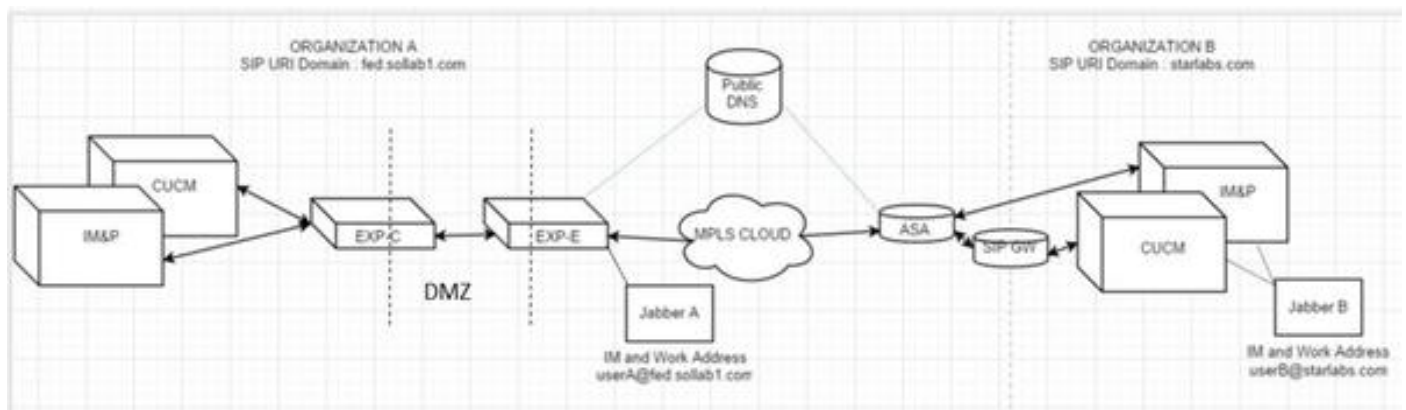 ORGANIZATION A
SIP URI Domain : fed.sollab1.com
ORGANIZATION B
SIP URI Domain : starlabs.com
Public
DNS
CUCM
IM&P
EXP-C
EXP-E
MPLS CLOUD
ASA
SIP GW
IM&P
CUCM
DMZ
Jabber A
Jabber B
IM and Work Address
userA@fed.sollab1.com
IM and Work Address
userB@starlabs.com